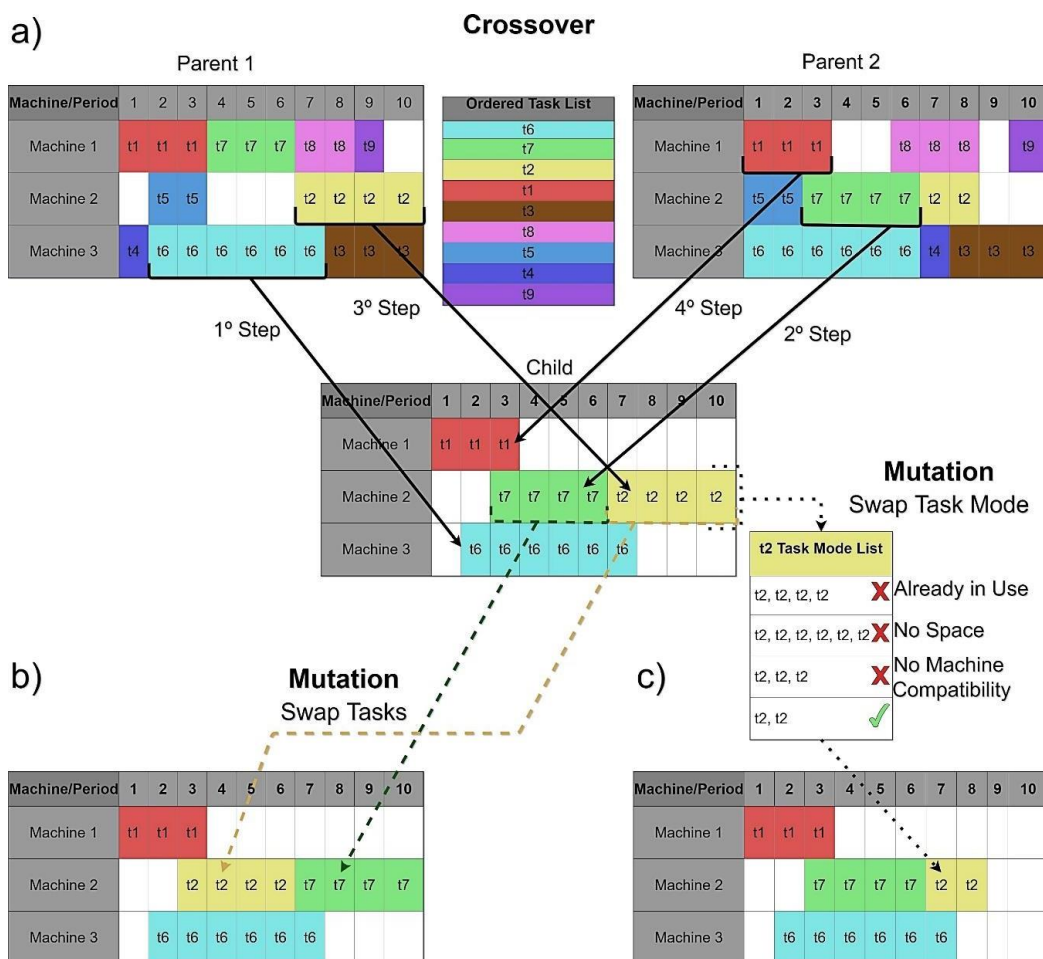 a)
Crossover
Parent 1
Machine/Period 1 2 3 4 5 6 7 8 9 10
Machine 1 t1 t1 t1 t7 t7 t7 t8 t8 t9
Machine 2 t5 t5 t2 t2 t2 t2
Machine 3 t4 t6 t6 t6 t6 t6 t6 t3 t3 t3
Ordered Task List
t6
t7
t2
t1
t3
t8
t5
t4
t9
Parent 2
Machine/Period 1 2 3 4 5 6 7 8 9 10
Machine 1 t1 t1 t1 t8 t8 t8 t9
Machine 2 t5 t5 t7 t7 t7 t7 t2 t2
Machine 3 t6 t6 t6 t6 t6 t6 t4 t3 t3 t3
1º Step
3º Step
4º Step
2º Step
Child
Machine/Period 1 2 3 4 5 6 7 8 9 10
Machine 1 t1 t1 t1
Machine 2 t7 t7 t7 t7 t2 t2 t2 t2
Machine 3 t6 t6 t6 t6 t6 t6
Mutation
Swap Task Mode
t2 Task Mode List
t2, t2, t2, t2 X Already in Use
t2, t2, t2, t2, t2, t2 X No Space
t2, t2, t2 X No Machine
Compatibility
t2, t2 ✓
b)
Mutation
Swap Tasks
Machine/Period 1 2 3 4 5 6 7 8 9 10
Machine 1 t1 t1 t1
Machine 2 t2 t2 t2 t2 t7 t7 t7 t7
Machine 3 t6 t6 t6 t6 t6 t6
c)
Machine/Period 1 2 3 4 5 6 7 8 9 10
Machine 1 t1 t1 t1
Machine 2 t7 t7 t7 t7 t2 t2
Machine 3 t6 t6 t6 t6 t6 t6